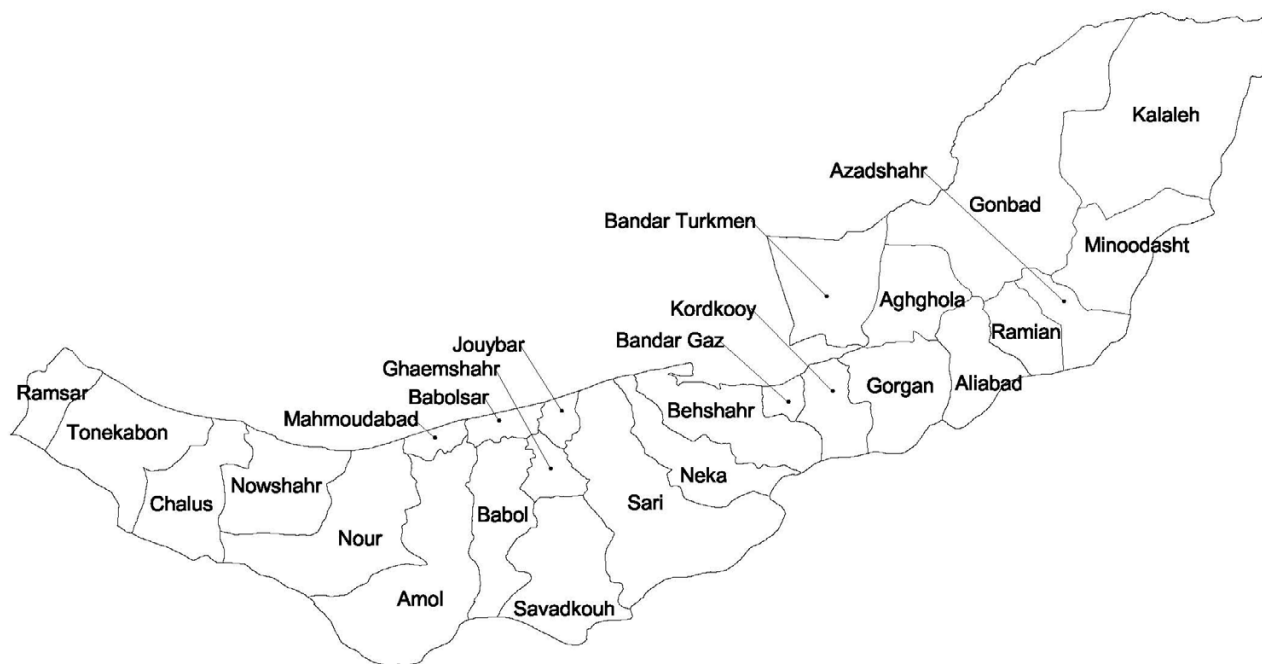 Kalaleh
Azadshahr
Gonbad
Bandar Turkmen
Minoodasht
Aghghola
Kordkooy
Ramian
Bandar Gaz
Jouybar
Ghaemshahr
Gorgan
Aliabad
Ramsar
Babolsar
Behshahr
Mahmoudabad
Tonekabon
Neka
Nowshahr
Chalus
Sari
Babol
Nour
Amol
Savadkouh